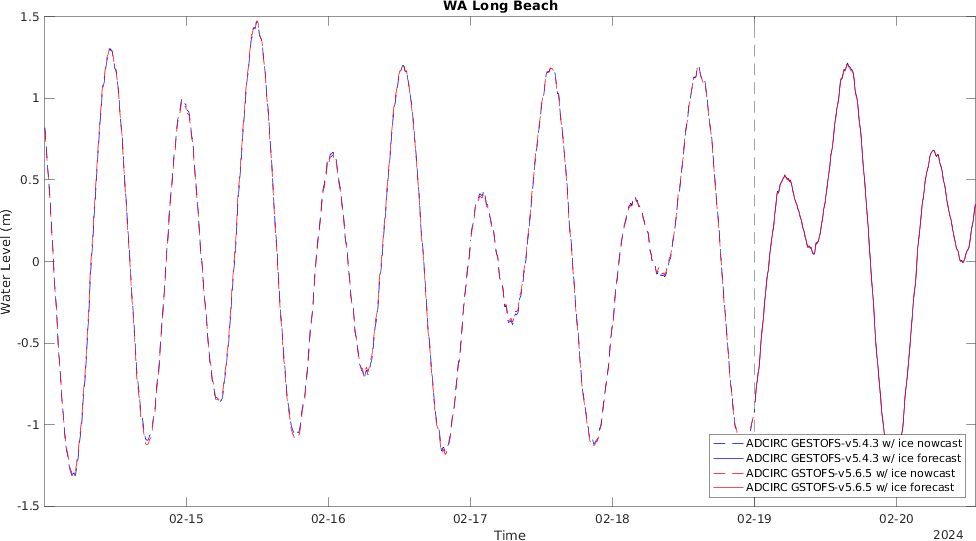 WA Long Beach
1.5
1
0.5
0
-0.5
-1
-1.5
Water Level (m)
02-15 02-16 02-17 02-18 02-19 02-20
Time
2024
ADCIRC GESTOFS-v5.4.3 w/ ice nowcast
ADCIRC GESTOFS-v5.4.3 w/ ice forecast
ADCIRC GSTOFS-v5.6.5 w/ ice nowcast
ADCIRC GSTOFS-v5.6.5 w/ ice forecast